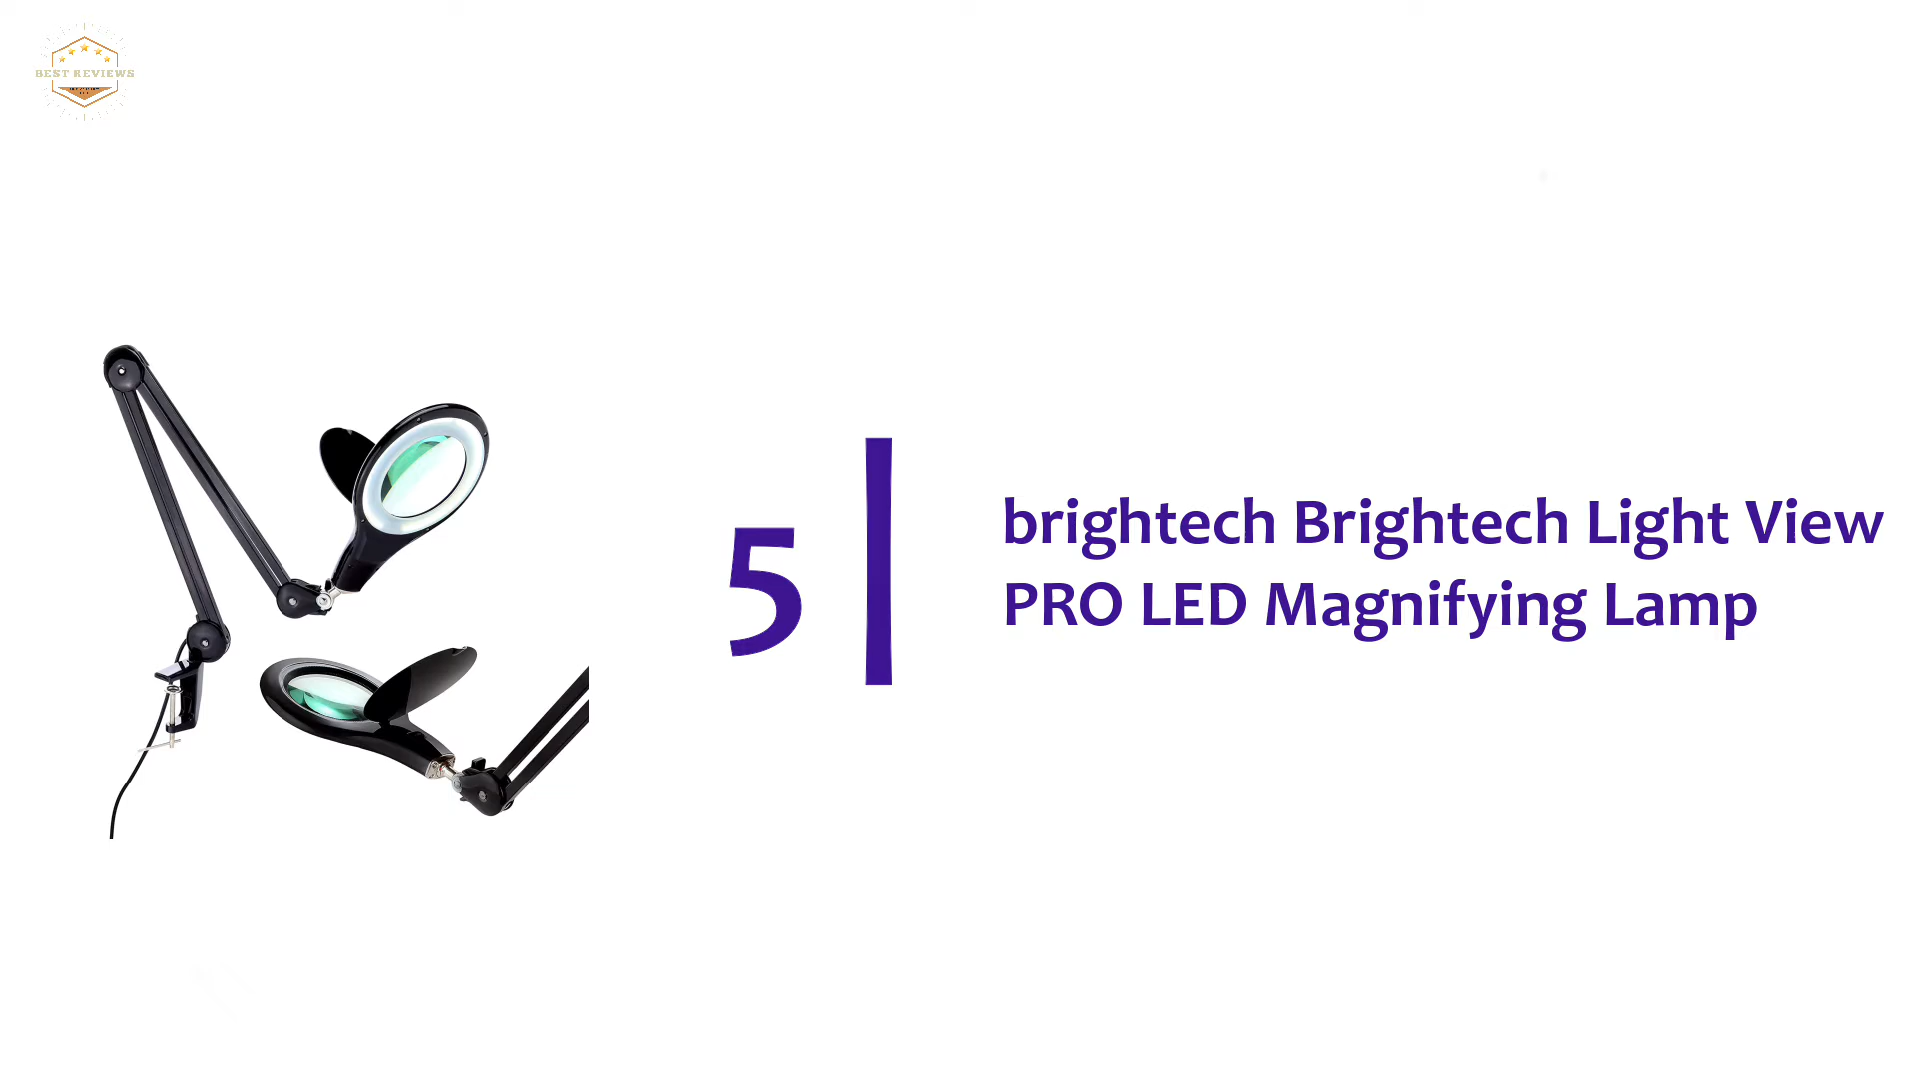 BEST REVIEWS
5
brightech Brightech Light View
PRO LED Magnifying Lamp